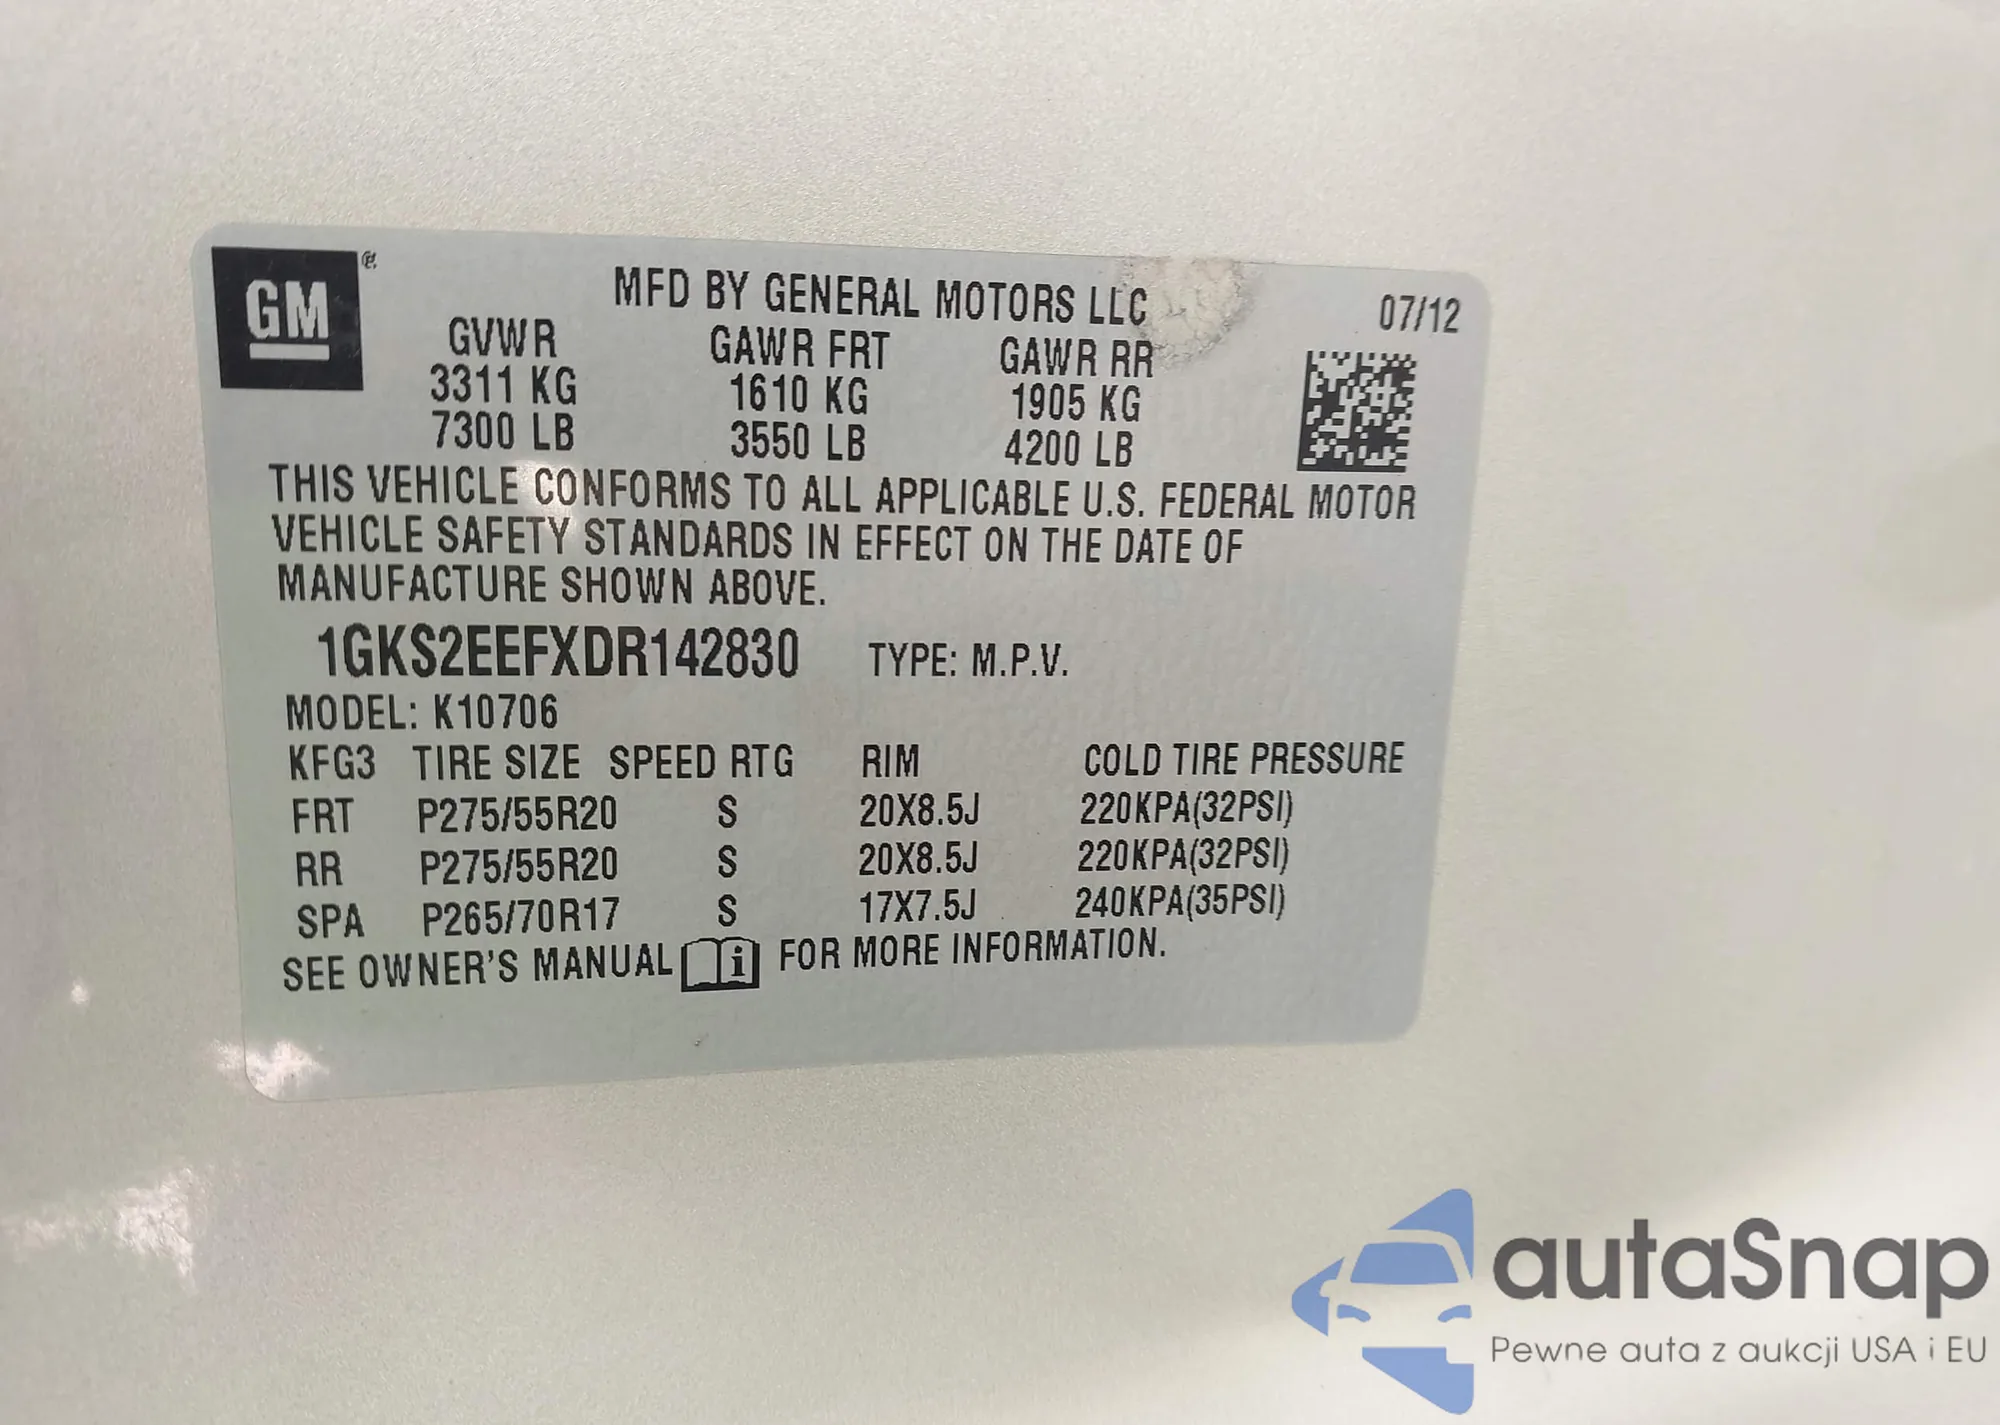 GM®
MFD BY GENERAL MOTORS LLC 07/12
GVWR GAWR FRT GAWR RR
3311 KG 1610 KG 1905 KG
7300 LB 3550 LB 4200 LB
THIS VEHICLE CONFORMS TO ALL APPLICABLE U.S. FEDERAL MOTOR
VEHICLE SAFETY STANDARDS IN EFFECT ON THE DATE OF
MANUFACTURE SHOWN ABOVE.
1GKS2EEFXDR142830 TYPE: M.P.V.
MODEL: K10706
KFG3 TIRE SIZE SPEED RTG RIM COLD TIRE PRESSURE
FRT P275/55R20 S 20X8.5J 220KPA(32PSI)
RR P275/55R20 S 20X8.5J 220KPA(32PSI)
SPA P265/70R17 S 17X7.5J 240KPA(35PSI)
SEE OWNER'S MANUAL i FOR MORE INFORMATION.
autaSnap
Pewne auta z aukcji USA i EU